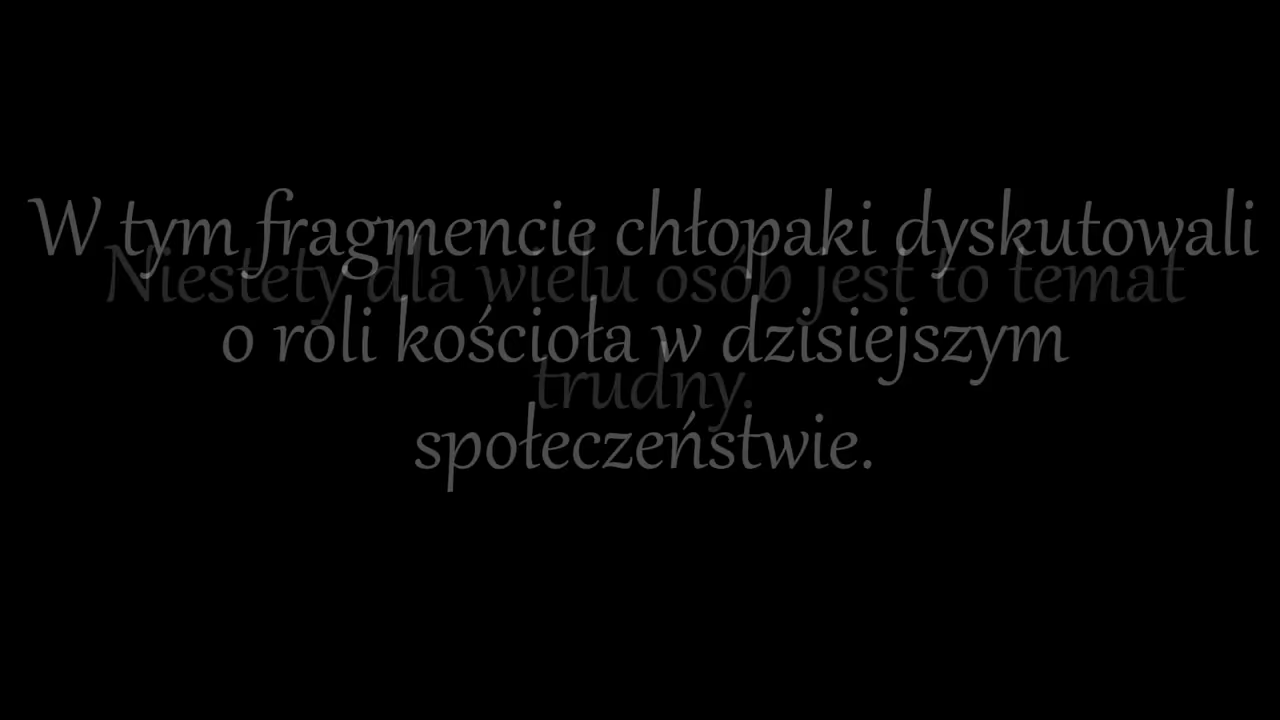 W tym fragmencie chłopaki dyskutowali
o roli kościoła w dzisiejszym
społeczeństwie.
Niestety dla wielu osób jest to temat
trudny.